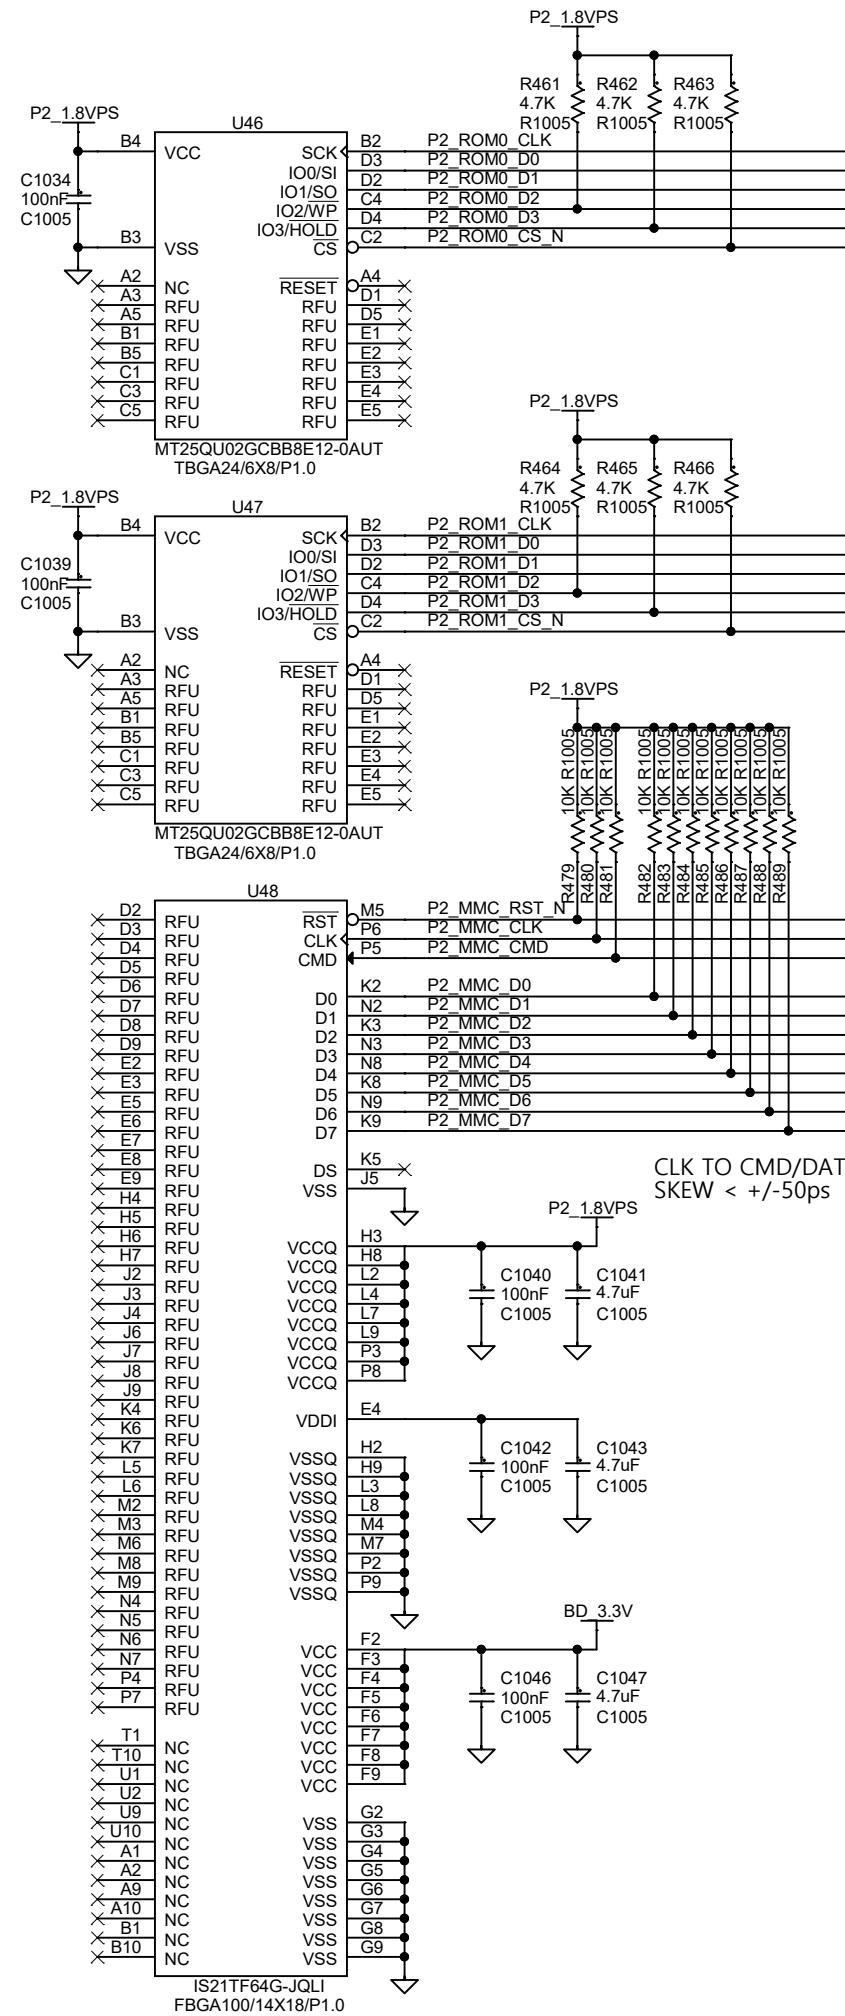 P2_1.8VPS
R461 R462 R463
4.7K 4.7K 4.7K
R1005 R1005 R1005
P2_1.8VPS
U46
B4 VCC SCK B2 P2_ROM0_CLK
IO0/SI D3 P2_ROM0_D0
C1034 IO1/SO D2 P2_ROM0_D1
100nF IO2/WP C4 P2_ROM0_D2
C1005 IO3/HOLD D4 P2_ROM0_D3
B3 VSS CS C2 P2_ROM0_CS_N
A2 NC RESET A4
A3 RFU RFU D1
A5 RFU RFU D5
B1 RFU RFU E1
B5 RFU RFU E2
C1 RFU RFU E3
C3 RFU RFU E4
C5 RFU RFU E5
MT25QU02GCBB8E12-0AUT
TBGA24/6X8/P1.0
P2_1.8VPS
R464 R465 R466
4.7K 4.7K 4.7K
R1005 R1005 R1005
P2_1.8VPS
U47
B4 VCC SCK B2 P2_ROM1_CLK
IO0/SI D3 P2_ROM1_D0
C1039 IO1/SO D2 P2_ROM1_D1
100nF IO2/WP C4 P2_ROM1_D2
C1005 IO3/HOLD D4 P2_ROM1_D3
B3 VSS CS C2 P2_ROM1_CS_N
A2 NC RESET A4
A3 RFU RFU D1
A5 RFU RFU D5
B1 RFU RFU E1
B5 RFU RFU E2
C1 RFU RFU E3
C3 RFU RFU E4
C5 RFU RFU E5
MT25QU02GCBB8E12-0AUT
TBGA24/6X8/P1.0
P2_1.8VPS
R479 10K R1005
R480 10K R1005
R481 10K R1005
R482 10K R1005
R483 10K R1005
R484 10K R1005
R485 10K R1005
R486 10K R1005
R487 10K R1005
R488 10K R1005
R489 10K R1005
U48
D2 RFU RST M5 P2_MMC_RST_N
D3 RFU CLK P6 P2_MMC_CLK
D4 RFU CMD P5 P2_MMC_CMD
D5 RFU
D6 RFU D0 K2 P2_MMC_D0
D7 RFU D1 N2 P2_MMC_D1
D8 RFU D2 K3 P2_MMC_D2
D9 RFU D3 N3 P2_MMC_D3
E2 RFU D4 N8 P2_MMC_D4
E3 RFU D5 K8 P2_MMC_D5
E5 RFU D6 N9 P2_MMC_D6
E6 RFU D7 K9 P2_MMC_D7
E7 RFU
E8 RFU DS K5
E9 RFU VSS J5
CLK TO CMD/DAT
SKEW < +/-50ps
H4 RFU
H5 RFU
P2_1.8VPS
H6 RFU VCCQ H3
H7 RFU VCCQ H8
J2 RFU VCCQ L2
J3 RFU VCCQ L4
J4 RFU VCCQ L7
J6 RFU VCCQ L9
J7 RFU VCCQ P3
J8 RFU VCCQ P8
C1040 C1041
100nF 4.7uF
C1005 C1005
J9 RFU
K4 RFU VDDI E4
K6 RFU
K7 RFU VSSQ H2
L5 RFU VSSQ H9
L6 RFU VSSQ L3
M2 RFU VSSQ L8
M3 RFU VSSQ M4
M6 RFU VSSQ M7
M8 RFU VSSQ P2
M9 RFU VSSQ P9
C1042 C1043
100nF 4.7uF
C1005 C1005
N4 RFU
N5 RFU
BD_3.3V
N6 RFU VCC F2
N7 RFU VCC F3
P4 RFU VCC F4
P7 RFU VCC F5
VCC F6
T1 NC VCC F7
T10 NC VCC F8
U1 NC VCC F9
C1046 C1047
100nF 4.7uF
C1005 C1005
U2 NC
U9 NC VSS G2
U10 NC VSS G3
A1 NC VSS G4
A2 NC VSS G5
A9 NC VSS G6
A10 NC VSS G7
B1 NC VSS G8
B10 NC VSS G9
IS21TF64G-JQLI
FBGA100/14X18/P1.0